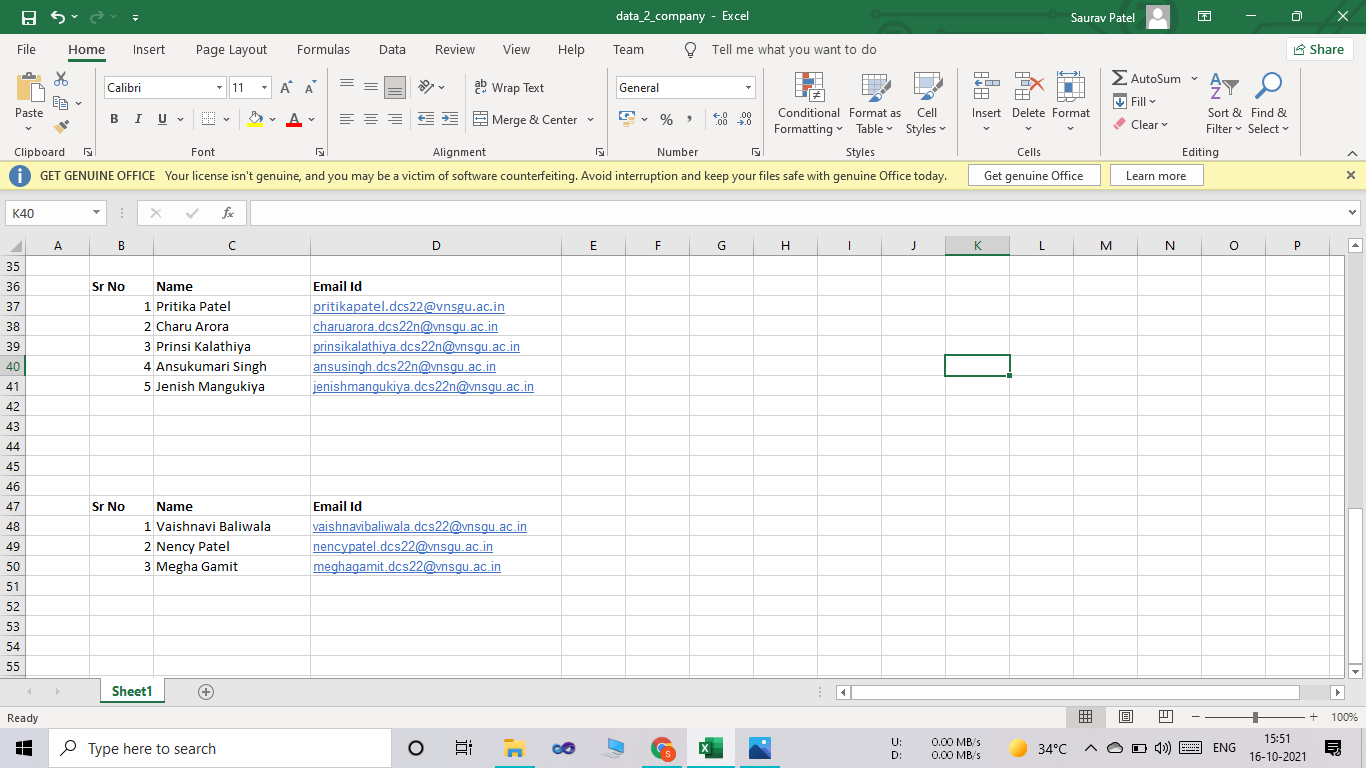 data_2_company - Excel
Saurav Patel
File Home Insert Page Layout Formulas Data Review View Help Team Tell me what you want to do Share
Paste
Calibri 11
B I U
A A A
ab Wrap Text
Merge & Center
General
% , .00
Conditional Formatting
Format as Table
Cell Styles
Insert Delete Format
AutoSum
Fill
Clear
Sort & Filter
Find & Select
Clipboard Font Alignment Number Styles Cells Editing
GET GENUINE OFFICE Your license isn't genuine, and you may be a victim of software counterfeiting. Avoid interruption and keep your files safe with genuine Office today. Get genuine Office Learn more
K40 fx
A B C D E F G H I J K L M N O P
35
36 Sr No Name Email Id
37 1 Pritika Patel pritikapatel.dcs22@vnsgu.ac.in
38 2 Charu Arora charuarora.dcs22n@vnsgu.ac.in
39 3 Prinsi Kalathiya prinsikalathiya.dcs22n@vnsgu.ac.in
40 4 Ansukumari Singh ansusingh.dcs22n@vnsgu.ac.in
41 5 Jenish Mangukiya jenishmangukiya.dcs22n@vnsgu.ac.in
42
43
44
45
46
47 Sr No Name Email Id
48 1 Vaishnavi Baliwala vaishnavibaliwala.dcs22@vnsgu.ac.in
49 2 Nency Patel nencypatel.dcs22@vnsgu.ac.in
50 3 Megha Gamit meghagamit.dcs22@vnsgu.ac.in
51
52
53
54
55
Sheet1
Ready 100%
Type here to search
U: 0.00 MB/s
D: 0.00 MB/s
34°C
ENG
15:51
16-10-2021